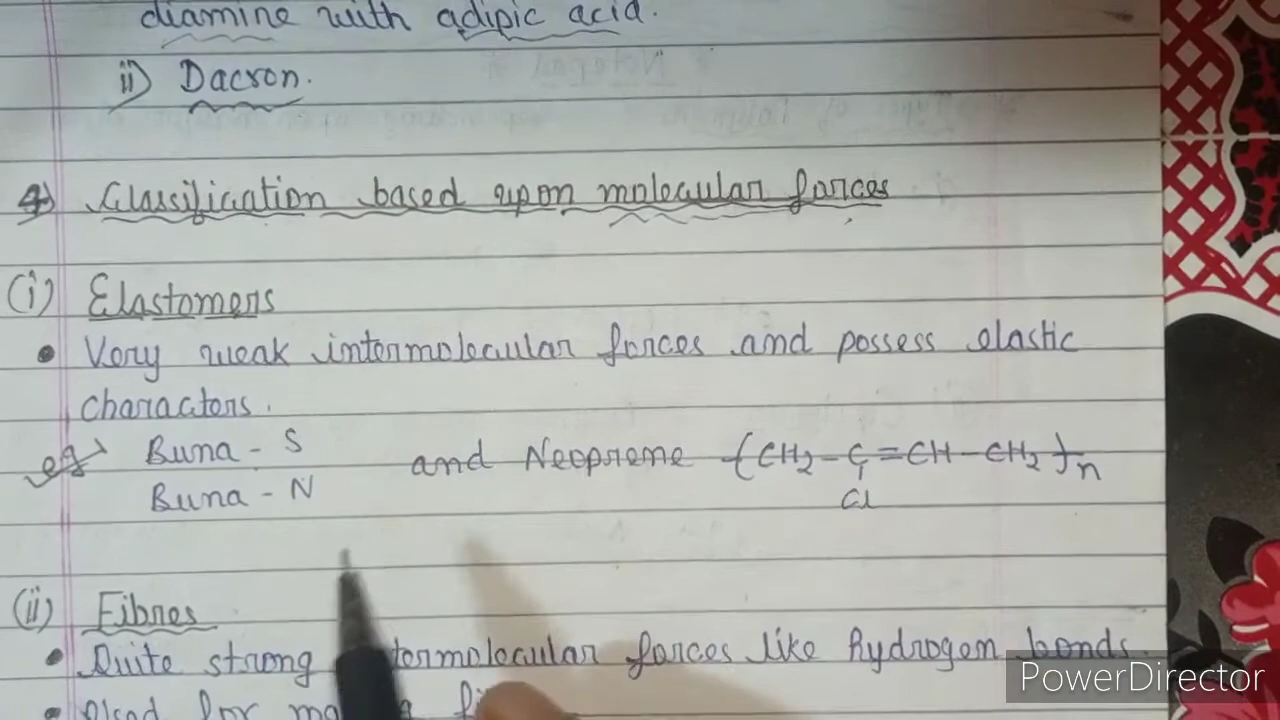 diamine with adipic acid.
ii) Dacron.
4) Classification based upon molecular forces
(i) Elastomers
• Very weak intermolecular forces and possess elastic
characters.
eg Buna - S and Neoprene -(CH2-C=CH-CH2-)n
Cl
Buna - N
(ii) Fibres
• Quite strong termolecular forces like hydrogen bonds.
• Used for
PowerDirector